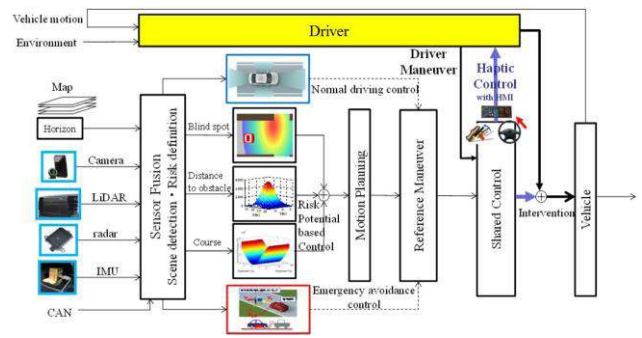 Vehicle motion
Environment
Driver
Driver
Maneuver
Haptic
Control
with HMI
Map
Horizon
Camera
LiDAR
radar
IMU
CAN
Sensor Fusion
Scene detection・Risk definition
Normal driving control
Blind spot
Distance
to obstacle
Course
Risk
Potential
based
Control
Emergency avoidance
control
Motion Planning
Reference Maneuver
Shared Control
Intervention
Vehicle